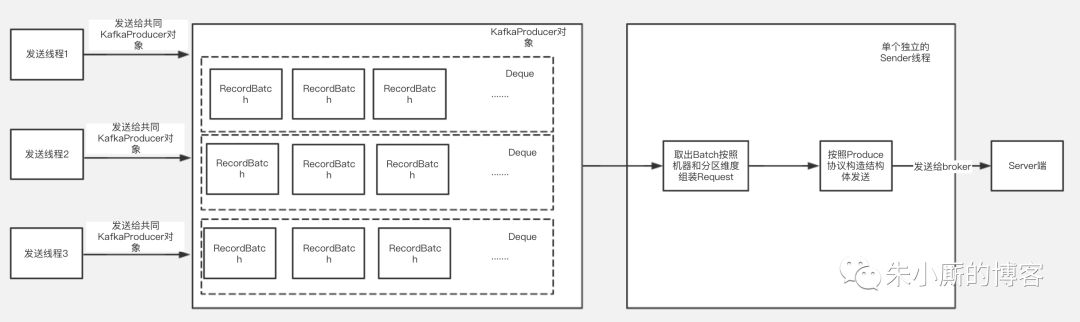 发送线程1
发送给共同
KafkaProducer对
象
发送线程2
发送给共同
KafkaProducer对
象
发送线程3
发送给共同
KafkaProducer对
象
KafkaProducer对
象
Deque
RecordBatc
h
RecordBatc
h
RecordBatc
h
.......
Deque
RecordBatc
h
RecordBatc
h
RecordBatc
h
.......
Deque
RecordBatc
h
RecordBatc
h
RecordBatc
h
.......
单个独立的
Sender线程
取出Batch按照
机器和分区维度
组装Request
按照Produce
协议构造结构
体发送
发送给broker
Server端
朱小厮的博客